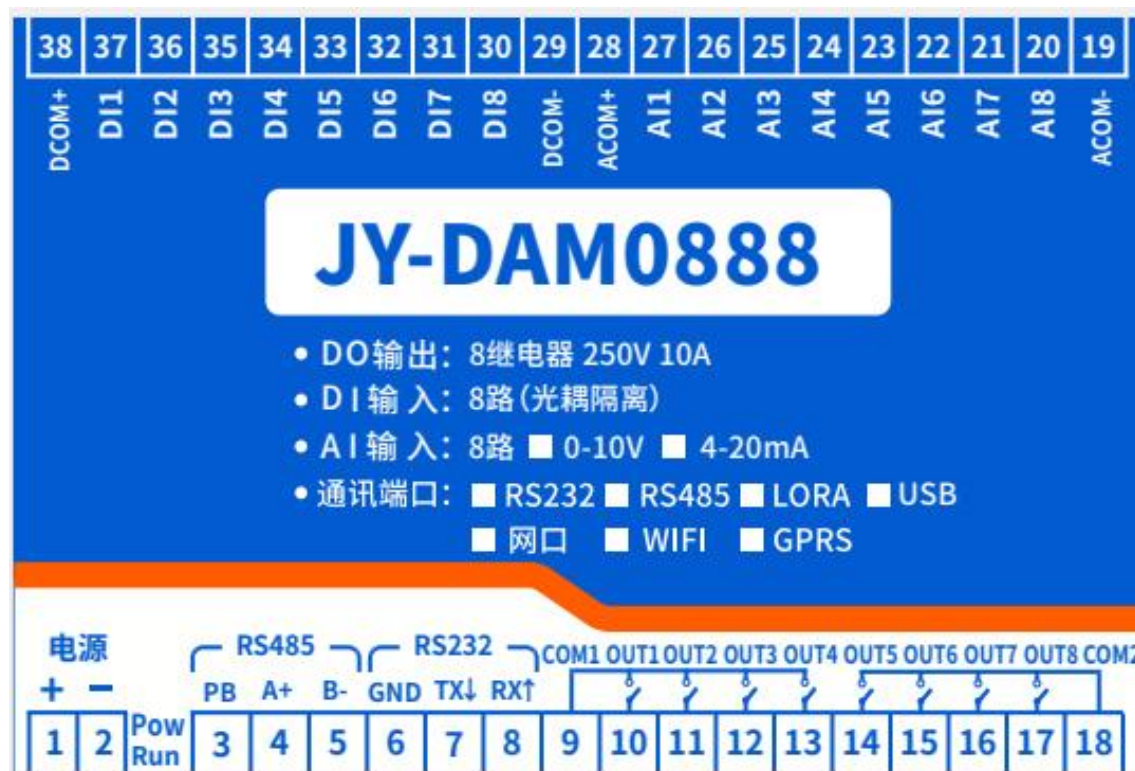 38 37 36 35 34 33 32 31 30 29 28 27 26 25 24 23 22 21 20 19
DCOM+ DI1 DI2 DI3 DI4 DI5 DI6 DI7 DI8 DCOM- ACOM+ AI1 AI2 AI3 AI4 AI5 AI6 AI7 AI8 ACOM-
JY-DAM0888
• DO输出：8继电器 250V 10A
• DI输入：8路(光耦隔离)
• AI输入：8路 ■ 0-10V ■ 4-20mA
• 通讯端口：■ RS232 ■ RS485 ■ LORA ■ USB
■ 网口 ■ WIFI ■ GPRS
电源 RS485 RS232 COM1 OUT1 OUT2 OUT3 OUT4 OUT5 OUT6 OUT7 OUT8 COM2
+ − PB A+ B- GND TX↓ RX↑
1 2 Pow Run 3 4 5 6 7 8 9 10 11 12 13 14 15 16 17 18